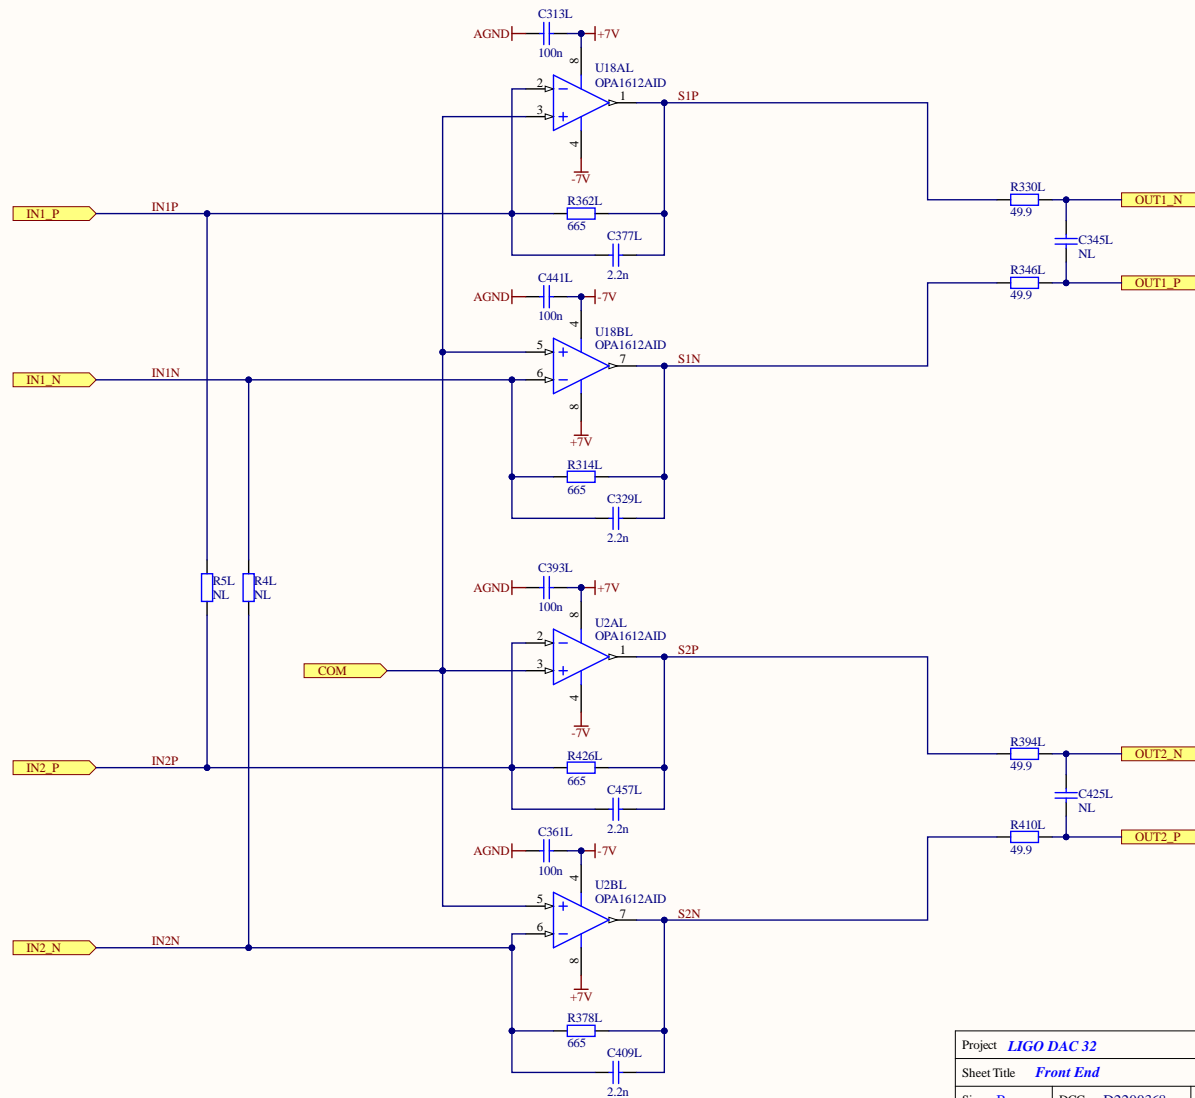 C313L
AGND
+7V
100n
8
U18AL
OPA1612AID
2
1
S1P
3
4
-7V
R330L
OUT1_N
49.9
IN1_P
IN1P
R362L
665
C377L
2.2n
C345L
NL
C441L
AGND
-7V
100n
R346L
OUT1_P
49.9
4
U18BL
OPA1612AID
5
7
S1N
6
IN1_N
IN1N
8
+7V
R314L
665
C329L
2.2n
R5L
NL
R4L
NL
C393L
AGND
+7V
100n
8
U2AL
OPA1612AID
2
1
S2P
3
COM
4
-7V
R394L
OUT2_N
49.9
IN2_P
IN2P
R426L
665
C457L
2.2n
C425L
NL
C361L
AGND
-7V
100n
R410L
OUT2_P
49.9
4
U2BL
OPA1612AID
5
7
S2N
6
IN2_N
IN2N
8
+7V
R378L
665
C409L
2.2n
Project LIGO DAC 32
Sheet Title Front End